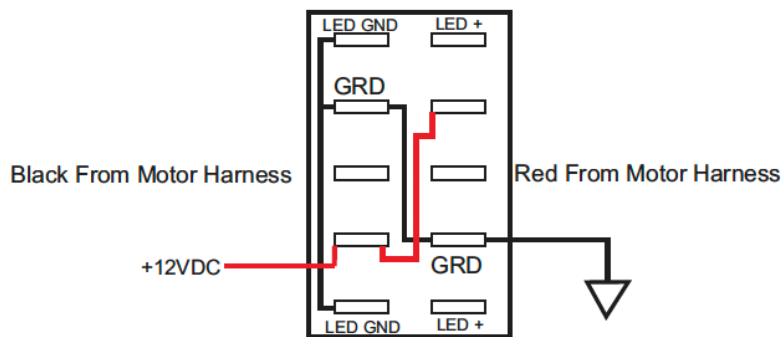 LED GND LED +
GRD
Black From Motor Harness Red From Motor Harness
+12VDC GRD
LED GND LED +